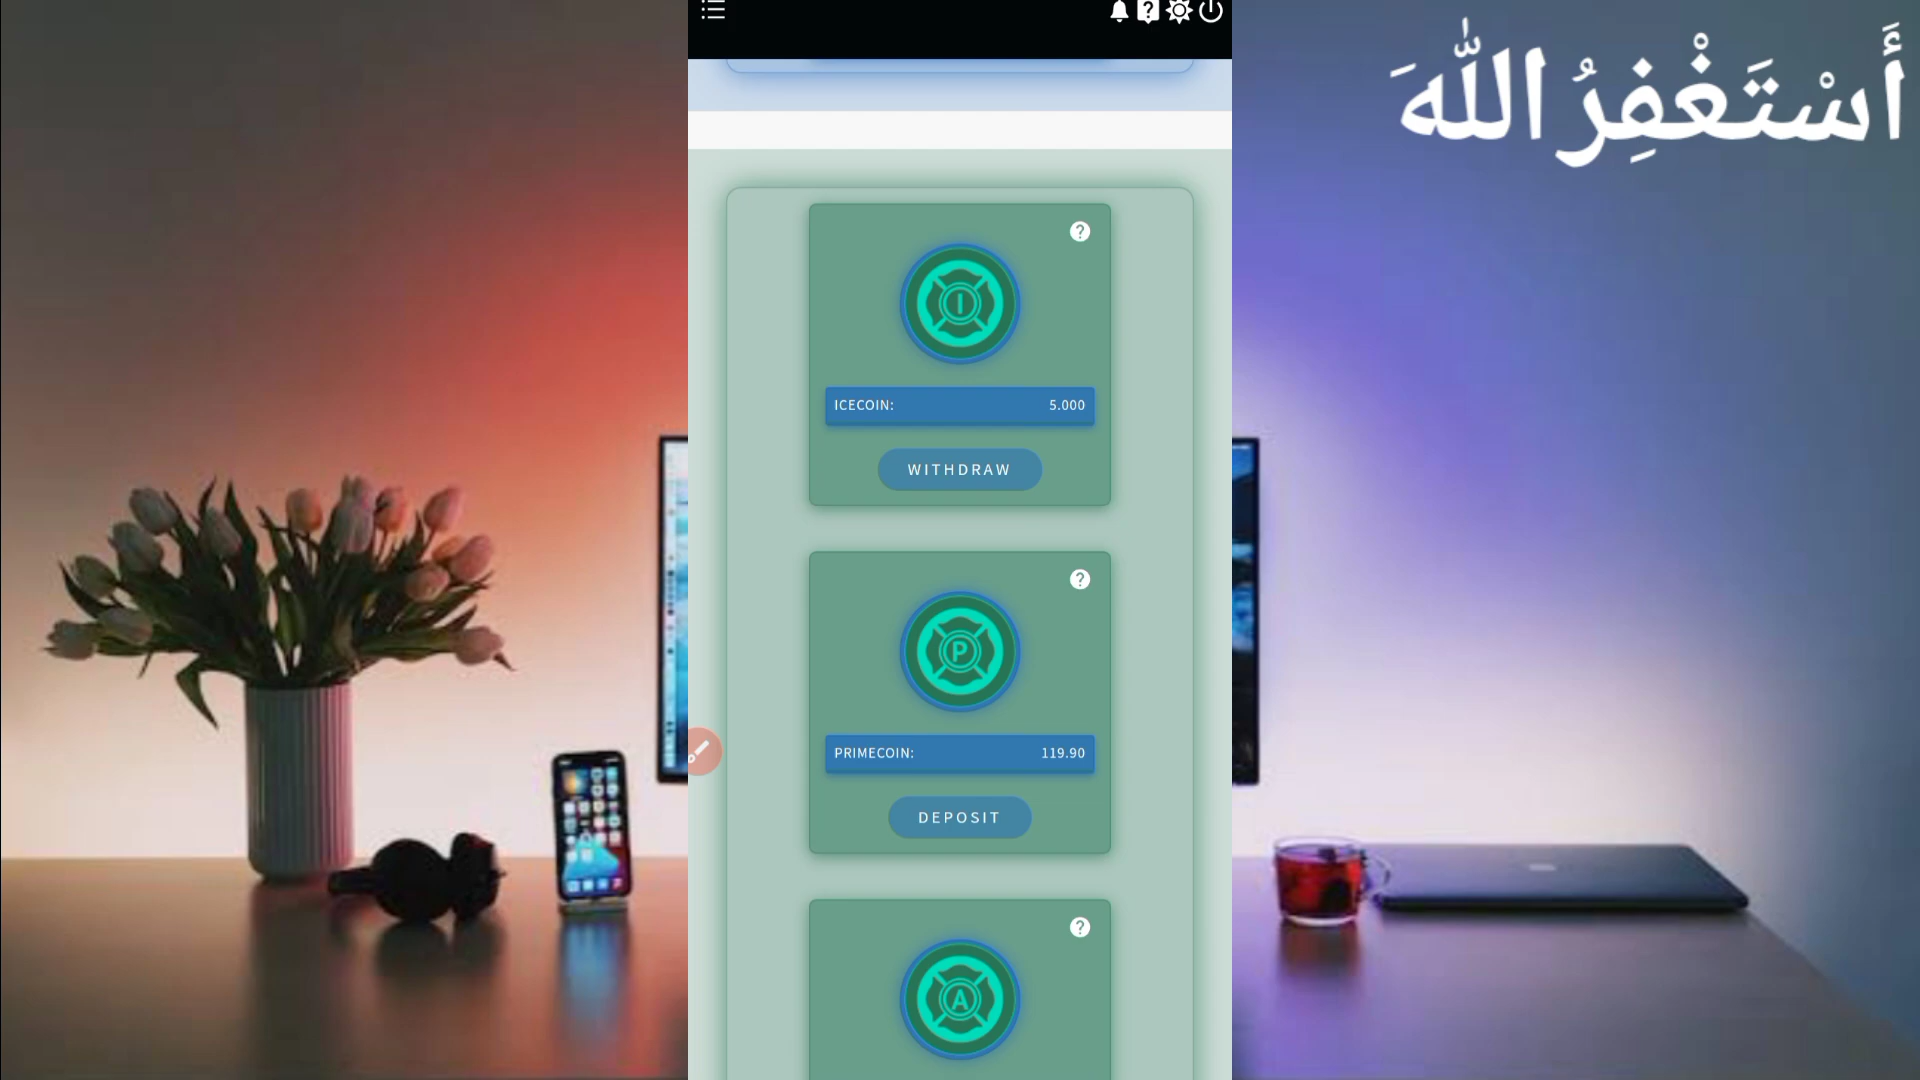 أَسْتَغْفِرُ اللّٰهَ
I
ICECOIN: 5.000
WITHDRAW
P
PRIMECOIN: 119.90
DEPOSIT
A